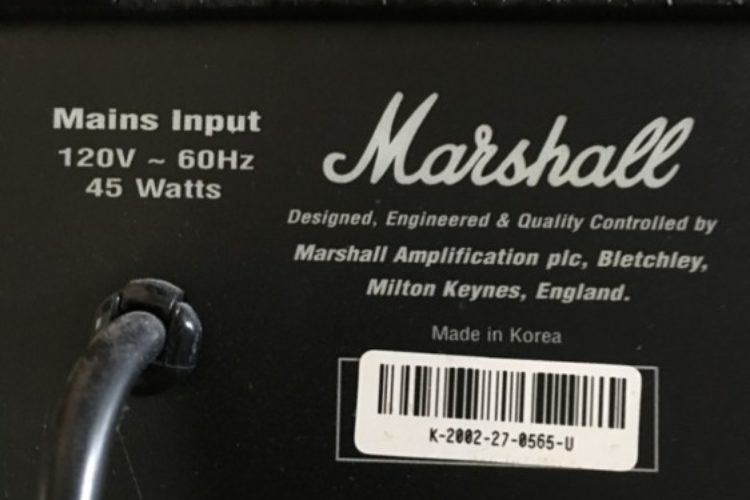 Mains Input
120V ~ 60Hz
45 Watts
Marshall
Designed, Engineered & Quality Controlled by
Marshall Amplification plc, Bletchley,
Milton Keynes, England.
Made in Korea
K-2002-27-0565-U